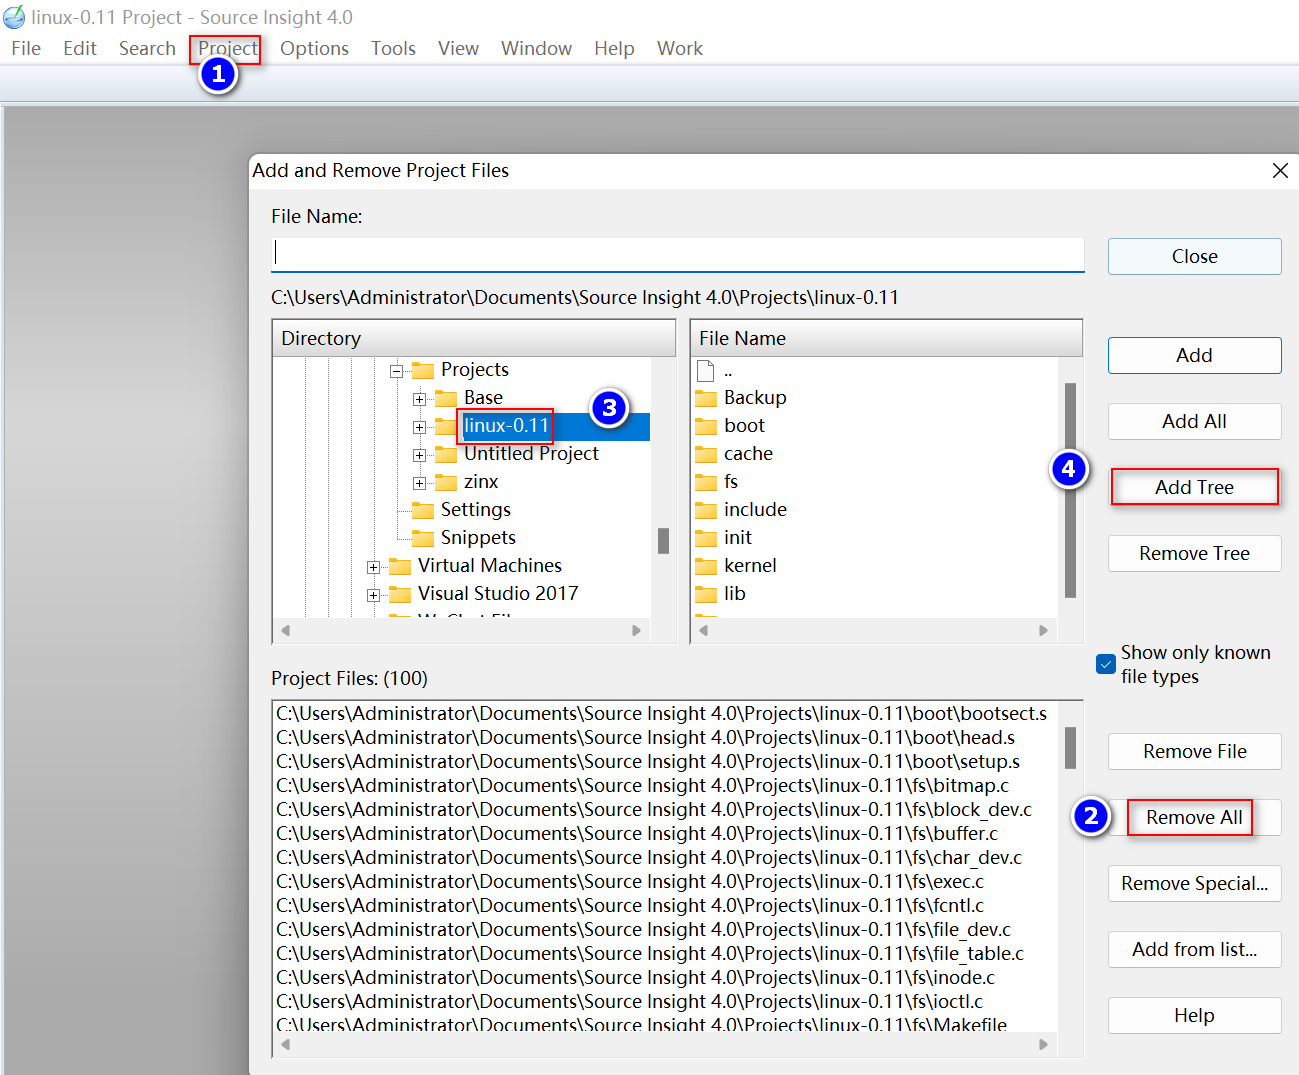 linux-0.11 Project - Source Insight 4.0
File Edit Search Project Options Tools View Window Help Work
1
Add and Remove Project Files
File Name:
Close
C:\Users\Administrator\Documents\Source Insight 4.0\Projects\linux-0.11
Directory
Projects
Base
linux-0.11
3
Untitled Project
zinx
Settings
Snippets
Virtual Machines
Visual Studio 2017
File Name
..
Backup
boot
cache
fs
include
init
kernel
lib
Add
Add All
4
Add Tree
Remove Tree
Show only known
file types
Project Files: (100)
C:\Users\Administrator\Documents\Source Insight 4.0\Projects\linux-0.11\boot\bootsect.s
C:\Users\Administrator\Documents\Source Insight 4.0\Projects\linux-0.11\boot\head.s
C:\Users\Administrator\Documents\Source Insight 4.0\Projects\linux-0.11\boot\setup.s
C:\Users\Administrator\Documents\Source Insight 4.0\Projects\linux-0.11\fs\bitmap.c
C:\Users\Administrator\Documents\Source Insight 4.0\Projects\linux-0.11\fs\block_dev.c
C:\Users\Administrator\Documents\Source Insight 4.0\Projects\linux-0.11\fs\buffer.c
C:\Users\Administrator\Documents\Source Insight 4.0\Projects\linux-0.11\fs\char_dev.c
C:\Users\Administrator\Documents\Source Insight 4.0\Projects\linux-0.11\fs\exec.c
C:\Users\Administrator\Documents\Source Insight 4.0\Projects\linux-0.11\fs\fcntl.c
C:\Users\Administrator\Documents\Source Insight 4.0\Projects\linux-0.11\fs\file_dev.c
C:\Users\Administrator\Documents\Source Insight 4.0\Projects\linux-0.11\fs\file_table.c
C:\Users\Administrator\Documents\Source Insight 4.0\Projects\linux-0.11\fs\inode.c
C:\Users\Administrator\Documents\Source Insight 4.0\Projects\linux-0.11\fs\ioctl.c
C:\Users\Administrator\Documents\Source Insight 4.0\Projects\linux-0.11\fs\Makefile
Remove File
2
Remove All
Remove Special...
Add from list...
Help